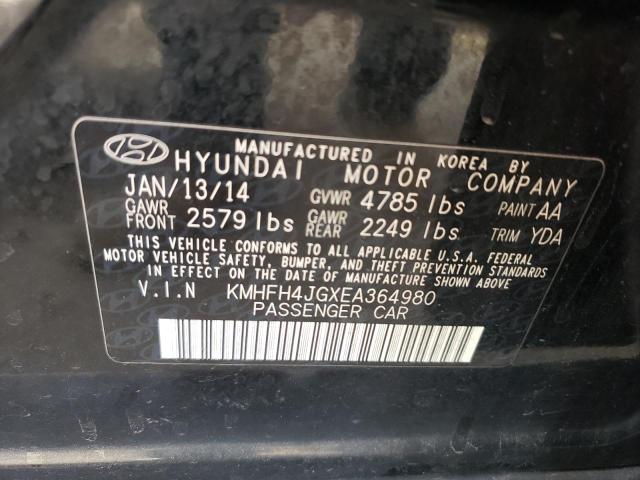 MANUFACTURED IN KOREA BY
HYUNDAI MOTOR COMPANY
JAN/13/14 GVWR 4785 lbs PAINT AA
GAWR FRONT 2579 lbs GAWR REAR 2249 lbs TRIM YDA
THIS VEHICLE CONFORMS TO ALL APPLICABLE U.S.A. FEDERAL
MOTOR VEHICLE SAFETY, BUMPER, AND THEFT PREVENTION STANDARDS
IN EFFECT ON THE DATE OF MANUFACTURE SHOWN ABOVE
V.I.N KMHFH4JGXEA364980
PASSENGER CAR